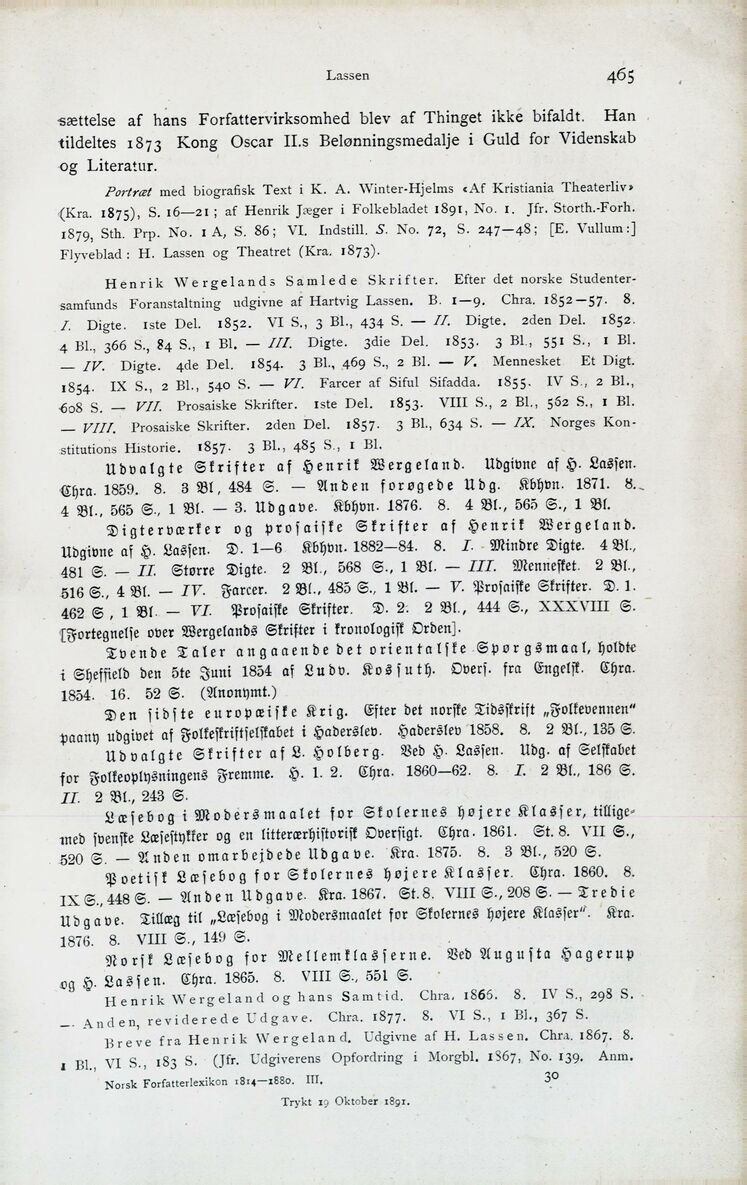 Lassen 465
sættelse af hans Forfattervirksomhed blev af Thinget ikke bifaldt. Han
tildeltes 1873 Kong Oscar II.s Belønningsmedalje i Guld for Videnskab
og Literatur.
Portræt med biografisk Text i K. A. Winter-Hjelms «Af Kristiania Theaterliv»
(Kra. 1875), S. 16—21; af Henrik Jæger i Folkebladet 1891, No. 1. Jfr. Storth.-Forh.
1879, Sth. Prp. No. 1 A, S. 86; VI. Indstill. S. No. 72, S. 247—48; [E. Vullum:]
Flyveblad: H. Lassen og Theatret (Kra. 1873).
Henrik Wergelands Samlede Skrifter. Efter det norske Studenter-
samfunds Foranstaltning udgivne af Hartvig Lassen. B. 1—9. Chra. 1852—57. 8.
I. Digte. 1ste Del. 1852. VI S., 3 Bl., 434 S. — II. Digte. 2den Del. 1852.
4 Bl., 366 S., 84 S., 1 Bl. — III. Digte. 3die Del. 1853. 3 Bl., 551 S., 1 Bl.
— IV. Digte. 4de Del. 1854. 3 Bl., 469 S., 2 Bl. — V. Mennesket Et Digt.
1854. IX S., 2 Bl., 540 S. — VI. Farcer af Siful Sifadda. 1855. IV S., 2 Bl.,
608 S. — VII. Prosaiske Skrifter. 1ste Del. 1853. VIII S., 2 Bl., 562 S., 1 Bl.
— VIII. Prosaiske Skrifter. 2den Del. 1857. 3 Bl., 634 S. — IX. Norges Kon-
stitutions Historie. 1857. 3 Bl., 485 S., 1 Bl.
Udvalgte Skrifter af Henrik Wergeland. Udgivne af H. Lassen.
Chra. 1859. 8. 3 Bl, 484 S. — Anden forøgede Udg. Kbhvn. 1871. 8.
4 Bl., 565 S., 1 Bl. — 3. Udgave. Kbhvn. 1876. 8. 4 Bl., 565 S., 1 Bl.
Digterværker og prosaiske Skrifter af Henrik Wergeland.
Udgivne af H. Lassen. D. 1—6 Kbhvn. 1882—84. 8. I. Mindre Digte. 4 Bl.,
481 S. — II. Større Digte. 2 Bl., 568 S., 1 Bl. — III. Mennesket. 2 Bl.,
516 S., 4 Bl. — IV. Farcer. 2 Bl., 485 S., 1 Bl. — V. Prosaiske Skrifter. D. 1.
462 S , 1 Bl. — VI. Prosaiske Skrifter. D. 2. 2 Bl., 444 S., XXXVIII S.
[Fortegnelse over Wergelands Skrifter i kronologisk Orden].
Tvende Taler angaaende det orientalske Spørgsmaal, holdte
i Sheffield den 5te Juni 1854 af Ludv. Kossuth. Overs. fra Engelsk. Chra.
1854. 16. 52 S. (Anonymt.)
Den sidste europæiske Krig. Efter det norske Tidsskrift „Folkevennen“
paany udgivet af Folkeskriftselskabet i Haderslev. Haderslev 1858. 8. 2 Bl., 135 S.
Udvalgte Skrifter af L. Holberg. Ved H. Lassen. Udg. af Selskabet
for Folkeoplysningens Fremme. H. 1. 2. Chra. 1860—62. 8. I. 2 Bl., 186 S.
II. 2 Bl., 243 S.
Læsebog i Modersmaalet for Skolernes højere Klasser, tillige-
med svenske Læsestykker og en litterærhistorisk Oversigt. Chra. 1861. St. 8. VII S.,
520 S. — Anden omarbejdede Udgave. Kra. 1875. 8. 3 Bl., 520 S.
Poetisk Læsebog for Skolernes højere Klasser. Chra. 1860. 8.
IX S., 448 S. — Anden Udgave. Kra. 1867. St. 8. VIII S., 208 S. — Tredie
Udgave. Tillæg til „Læsebog i Modersmaalet for Skolernes højere Klasser“. Kra.
1876. 8. VIII S., 149 S.
Norsk Læsebog for Mellemklasserne. Ved Augusta Hagerup
og H. Lassen. Chra. 1865. 8. VIII S., 551 S.
Henrik Wergeland og hans Samtid. Chra. 1866. 8. IV S., 298 S.
— Anden, reviderede Udgave. Chra. 1877. 8. VI S., 1 Bl., 367 S.
Breve fra Henrik Wergeland. Udgivne af H. Lassen. Chra. 1867. 8.
1 Bl., VI S., 183 S. (Jfr. Udgiverens Opfordring i Morgbl. 1867, No. 139. Anm.
Norsk Forfatterlexikon 1814—1880. III. 30
Trykt 19 Oktober 1891.